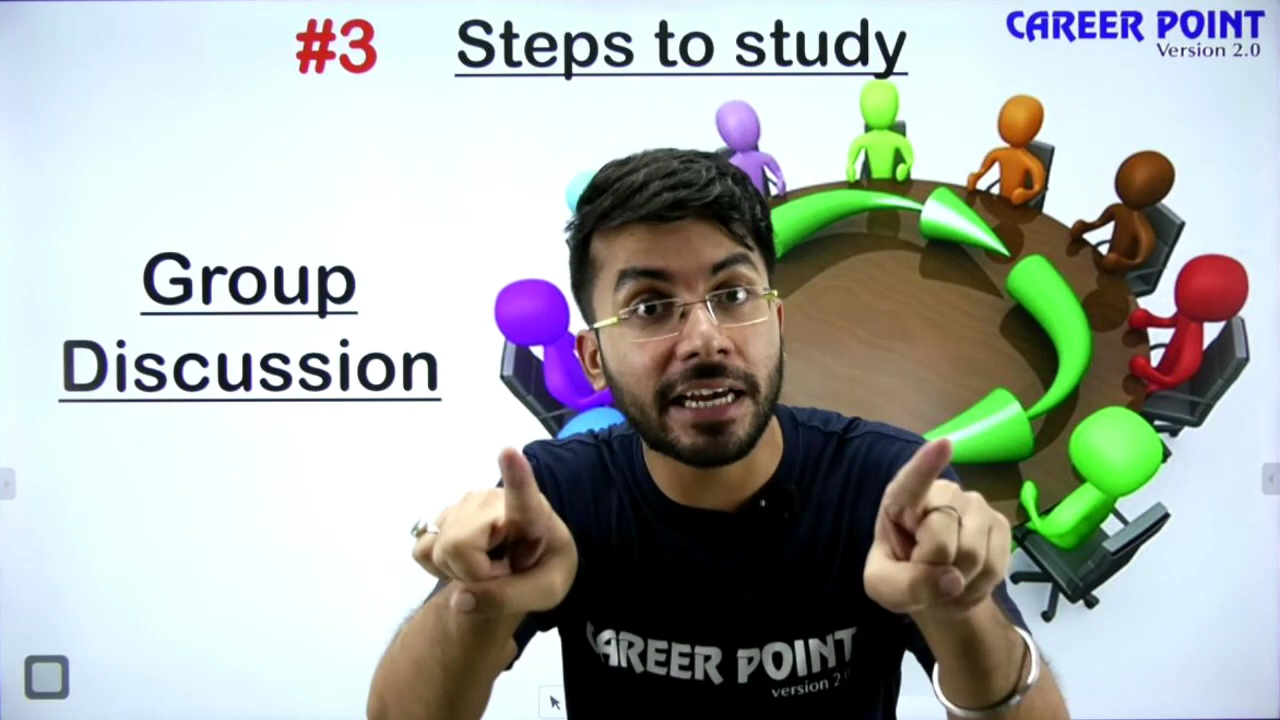 #3 Steps to study
CAREER POINT
Version 2.0
Group
Discussion
CAREER POINT
version 2.0